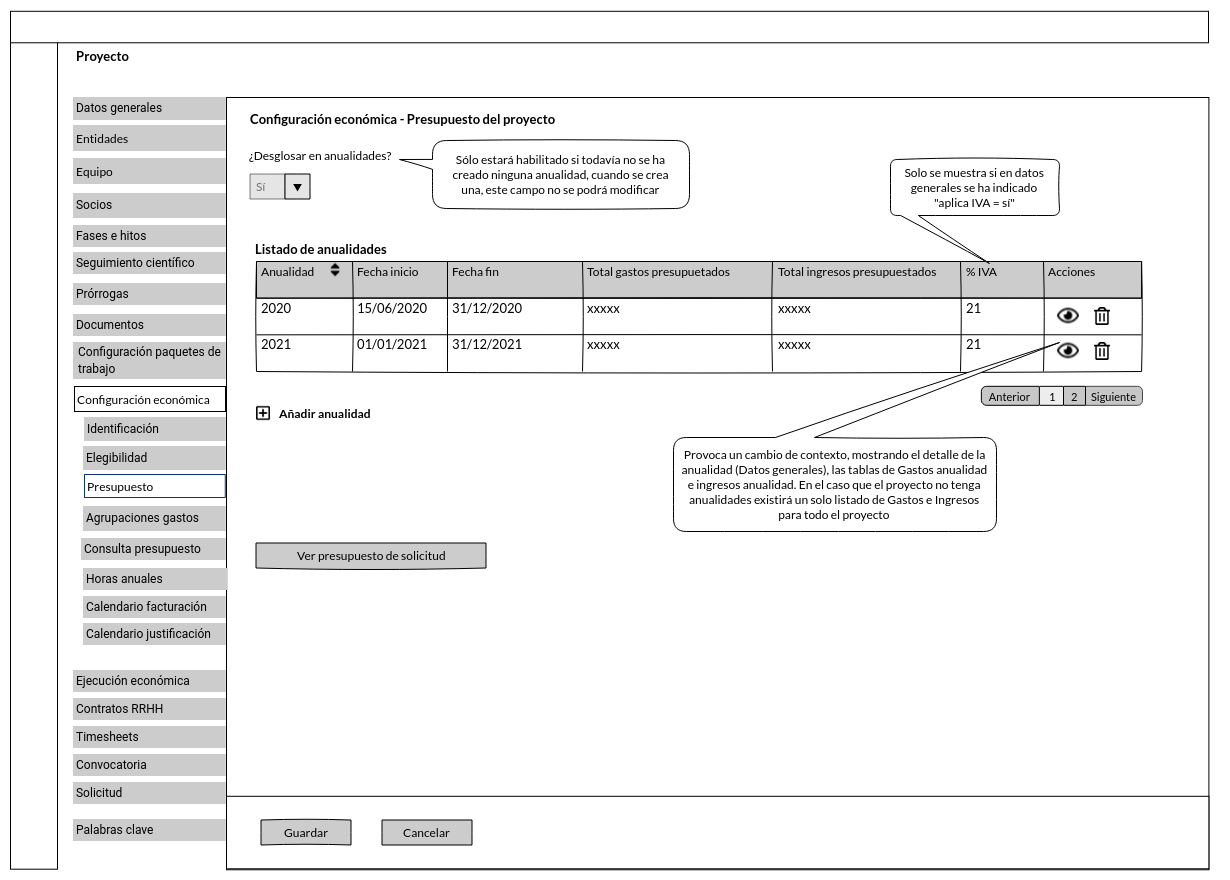 Proyecto
Datos generales
Entidades
Equipo
Socios
Fases e hitos
Seguimiento científico
Prórrogas
Documentos
Configuración paquetes de
trabajo
Configuración económica
Identificación
Elegibilidad
Presupuesto
Agrupaciones gastos
Consulta presupuesto
Horas anuales
Calendario facturación
Calendario justificación
Ejecución económica
Contratos RRHH
Timesheets
Convocatoria
Solicitud
Palabras clave
Configuración económica - Presupuesto del proyecto
¿Desglosar en anualidades?
Sí
Sólo estará habilitado si todavía no se ha
creado ninguna anualidad, cuando se crea
una, este campo no se podrá modificar
Solo se muestra si en datos
generales se ha indicado
"aplica IVA = sí"
Listado de anualidades
Anualidad Fecha inicio Fecha fin Total gastos presupuetados Total ingresos presupuestados % IVA Acciones
2020 15/06/2020 31/12/2020 xxxxx xxxxx 21
2021 01/01/2021 31/12/2021 xxxxx xxxxx 21
Anterior 1 2 Siguiente
Añadir anualidad
Provoca un cambio de contexto, mostrando el detalle de la
anualidad (Datos generales), las tablas de Gastos anualidad
e ingresos anualidad. En el caso que el proyecto no tenga
anualidades existirá un solo listado de Gastos e Ingresos
para todo el proyecto
Ver presupuesto de solicitud
Guardar Cancelar